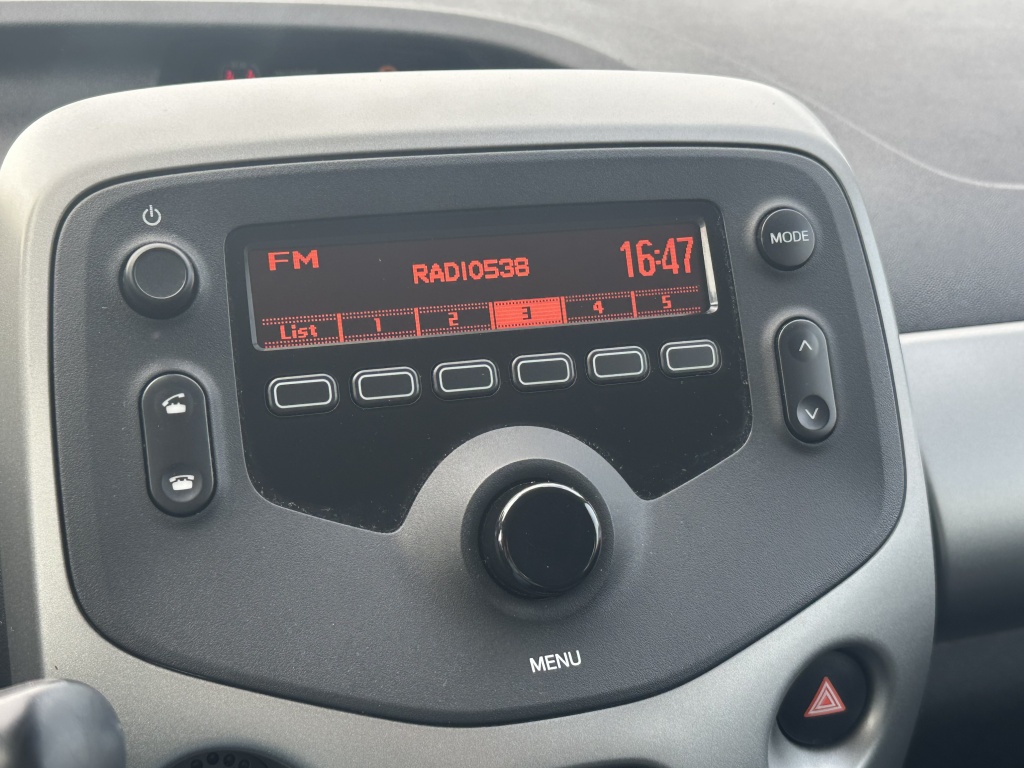 FM
RADIO538
16:47
List 1 2 3 4 5
MODE
MENU